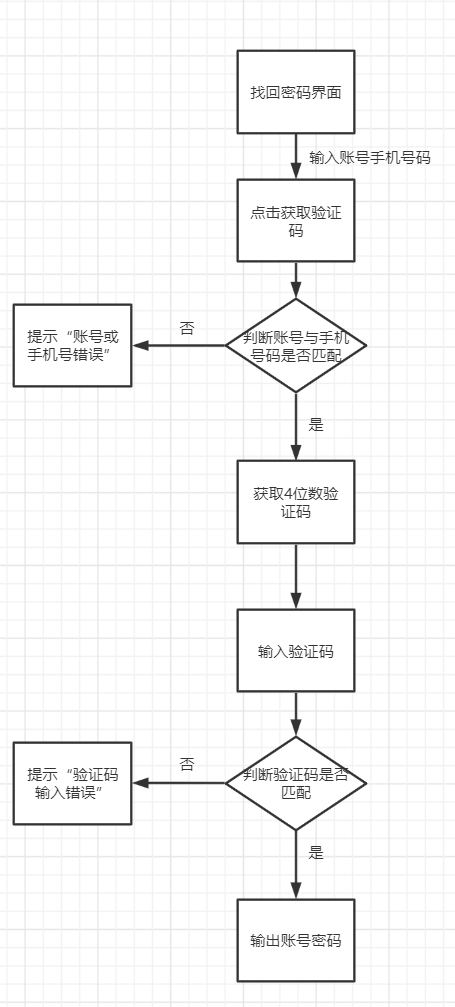 找回密码界面
输入账号手机号码
点击获取验证
码
判断账号与手机
号码是否匹配
否
提示“账号或
手机号错误”
是
获取4位数验
证码
输入验证码
判断验证码是否
匹配
否
提示“验证码
输入错误”
是
输出账号密码